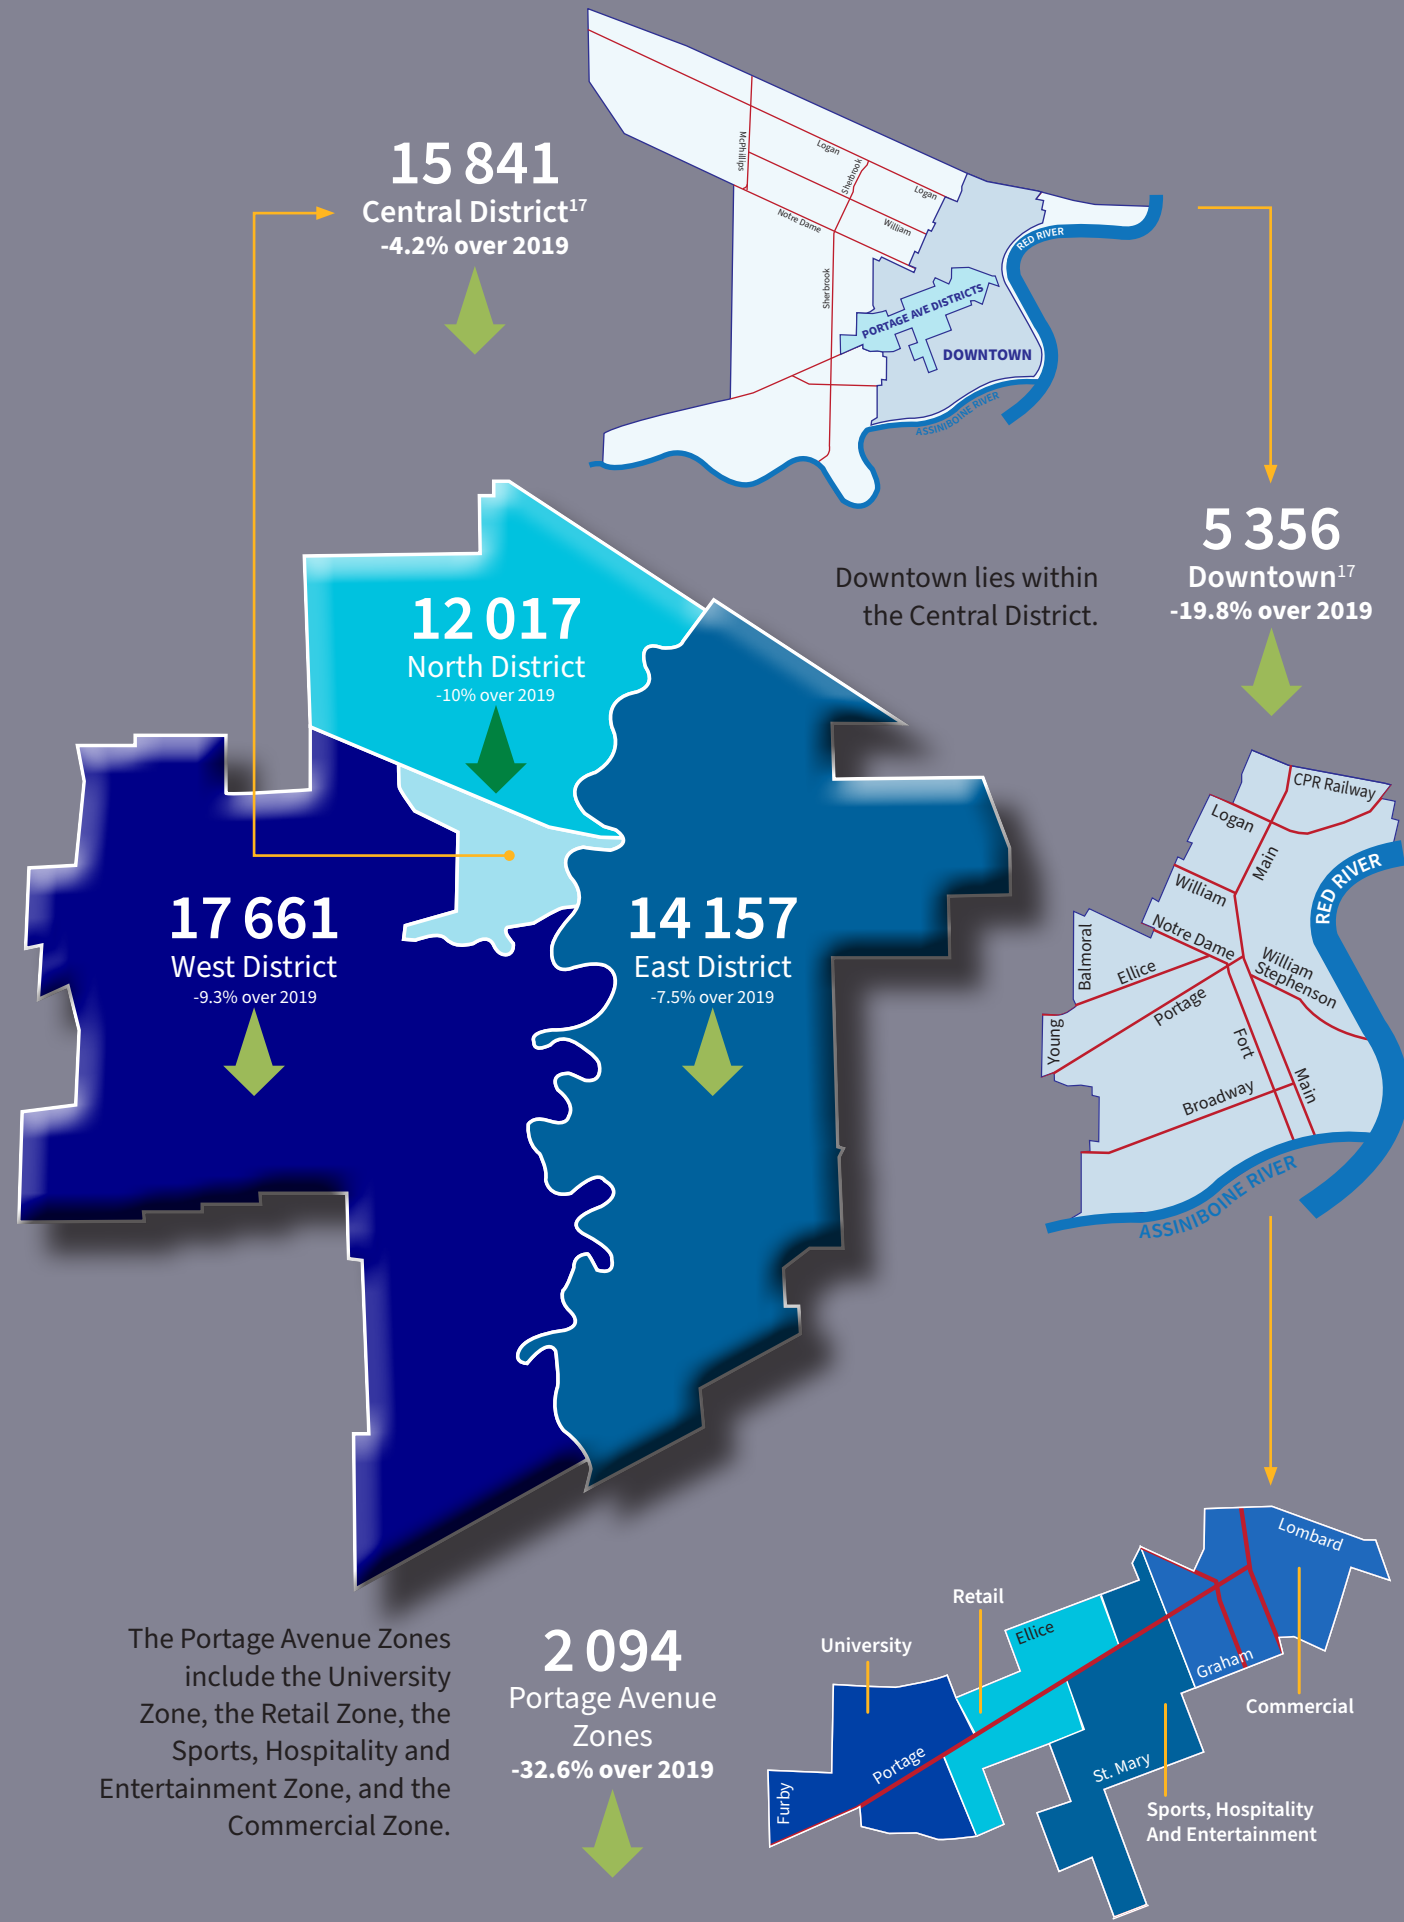 15 841
Central District17
-4.2% over 2019
McPhillips
Logan
Sherbrook
Logan
Notre Dame
William
Sherbrook
RED RIVER
PORTAGE AVE DISTRICTS
DOWNTOWN
ASSINIBOINE RIVER
5 356
Downtown17
-19.8% over 2019
Downtown lies within
the Central District.
12 017
North District
-10% over 2019
17 661
West District
-9.3% over 2019
14 157
East District
-7.5% over 2019
CPR Railway
Logan
Main
RED RIVER
William
Notre Dame
Balmoral
Ellice
William
Stephenson
Portage
Young
Fort
Main
Broadway
ASSINIBOINE RIVER
The Portage Avenue Zones
include the University
Zone, the Retail Zone, the
Sports, Hospitality and
Entertainment Zone, and the
Commercial Zone.
2 094
Portage Avenue
Zones
-32.6% over 2019
Lombard
Retail
Ellice
University
Graham
Commercial
Portage
St. Mary
Furby
Sports, Hospitality
And Entertainment